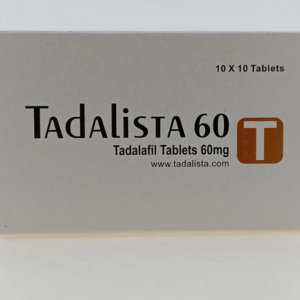 10 X 10 Tablets
TADALISTA 60
T
Tadalafil Tablets 60mg
www.tadalista.com